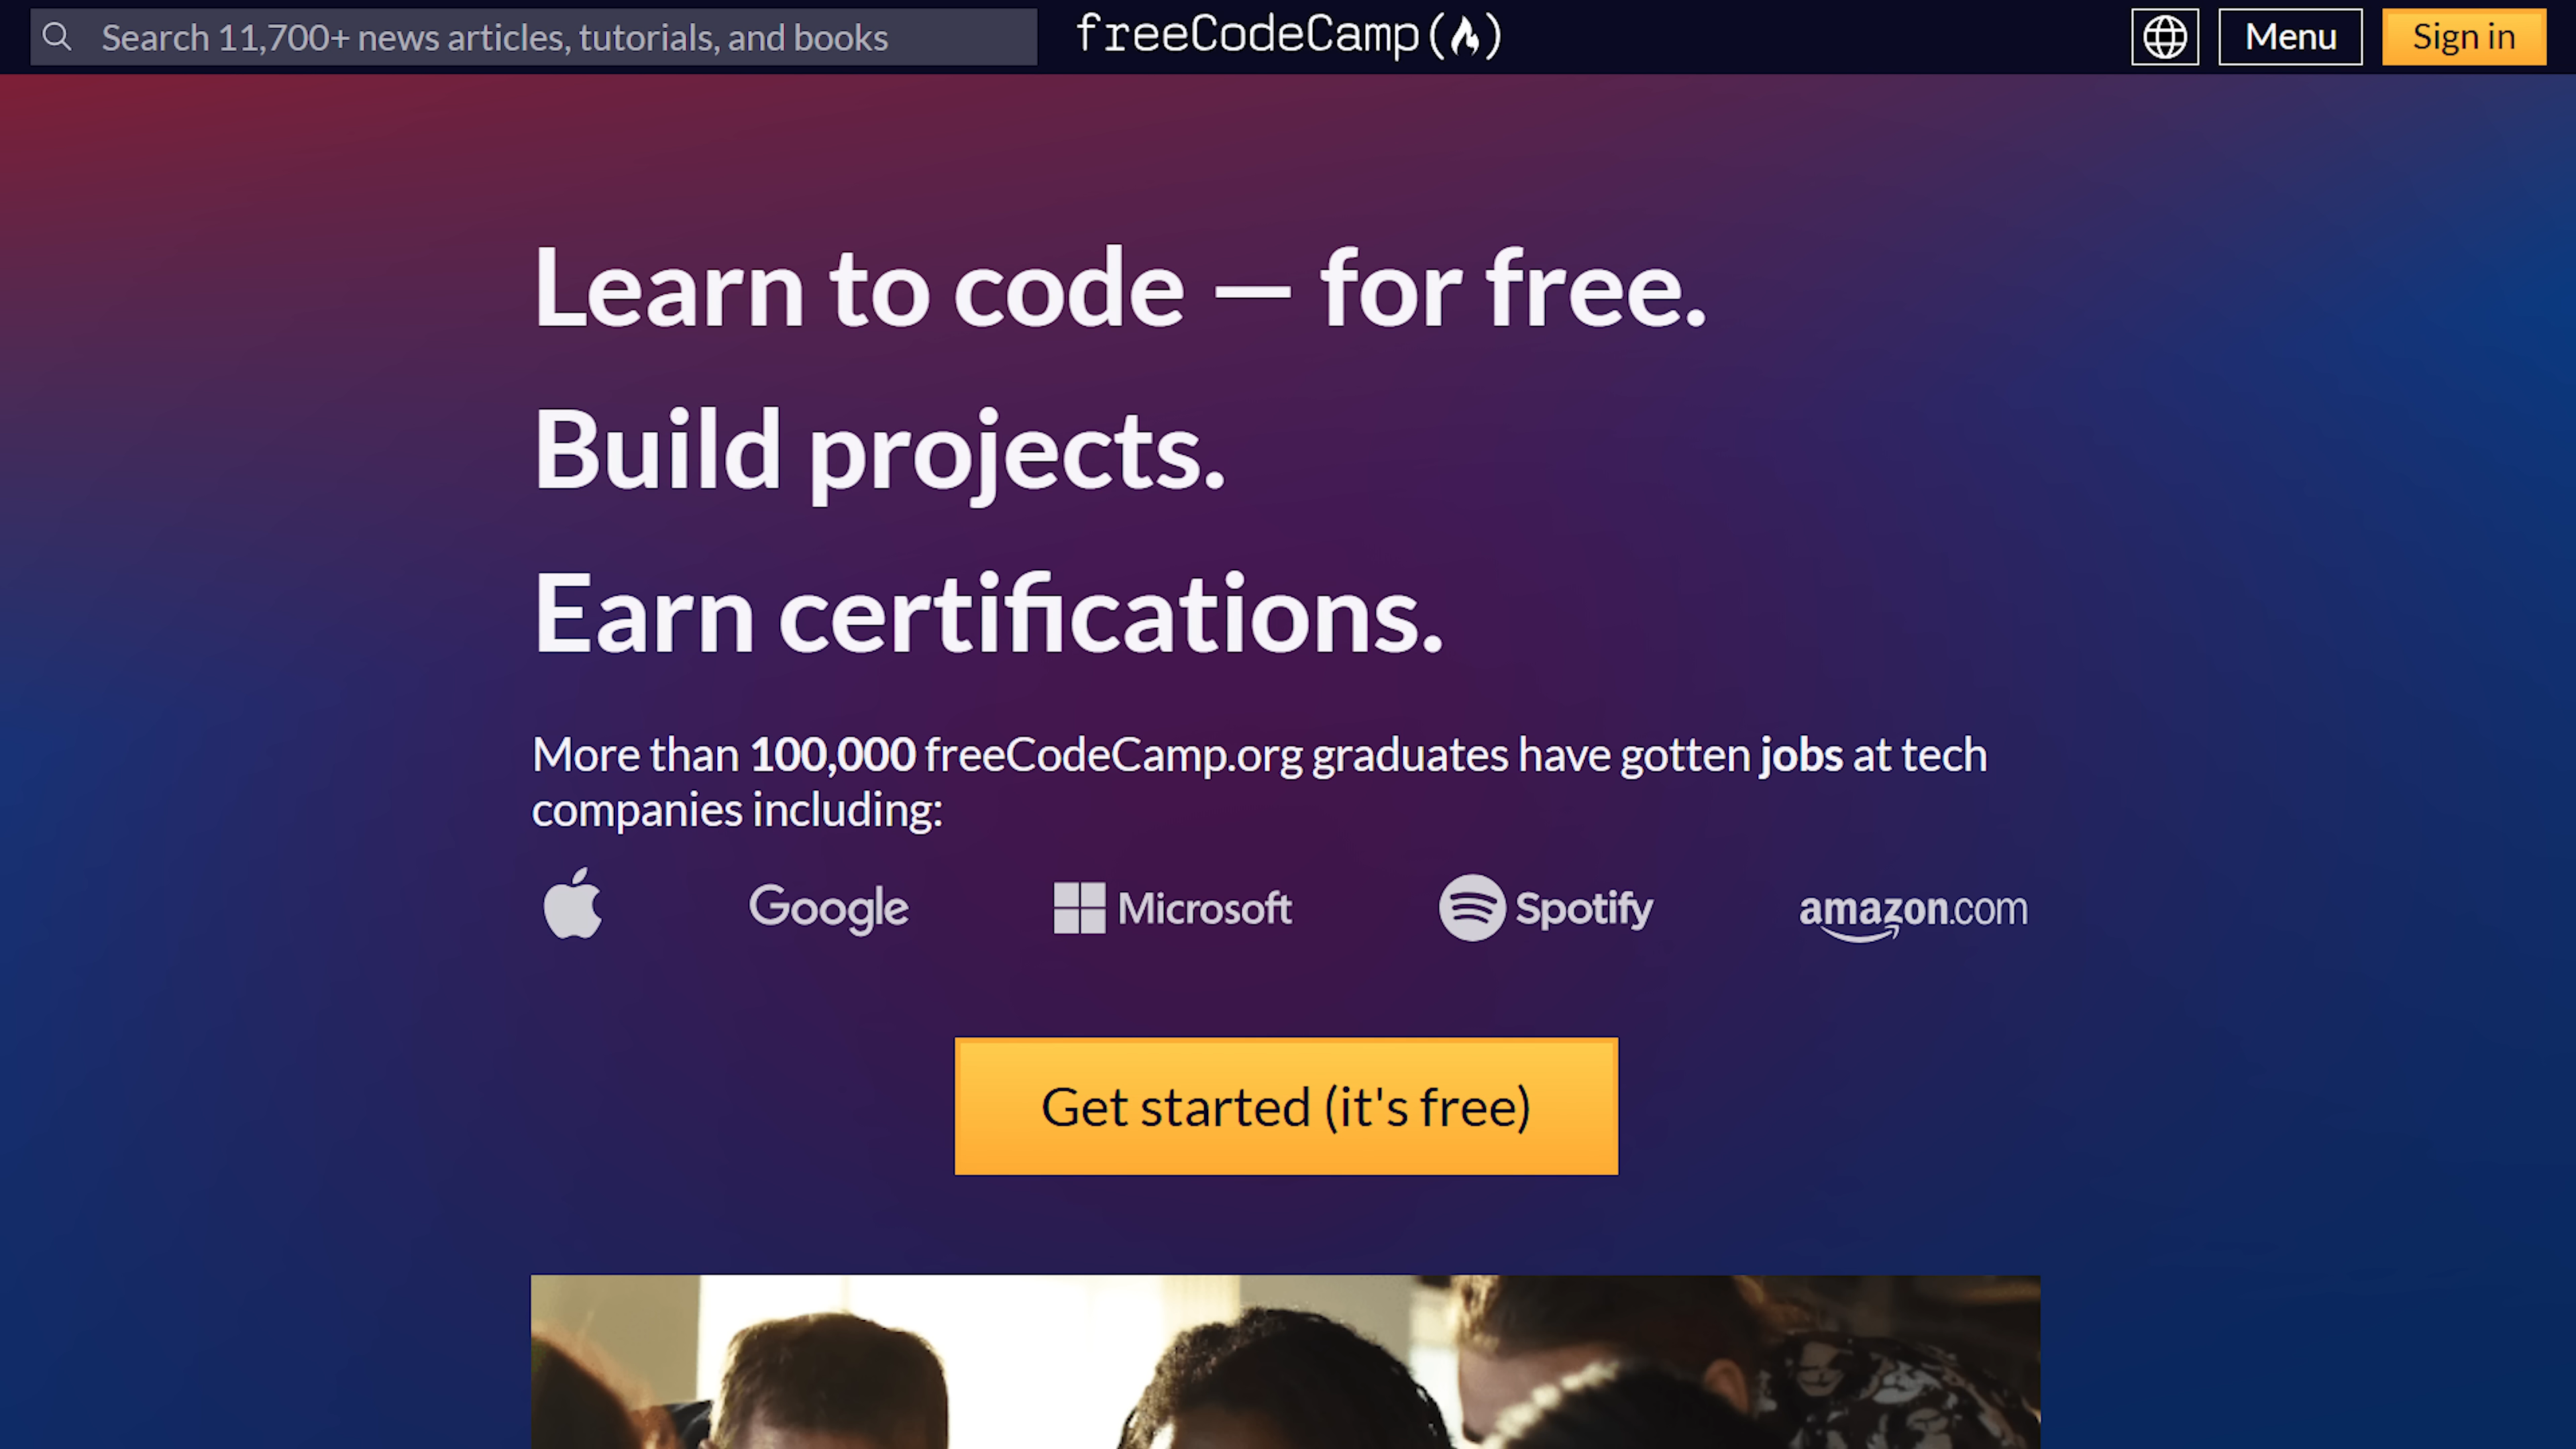 Search 11,700+ news articles, tutorials, and books
freeCodeCamp
Menu
Sign in
Learn to code — for free.
Build projects.
Earn certifications.
More than 100,000 freeCodeCamp.org graduates have gotten jobs at tech
companies including:
Google
Microsoft
Spotify
amazon.com
Get started (it's free)